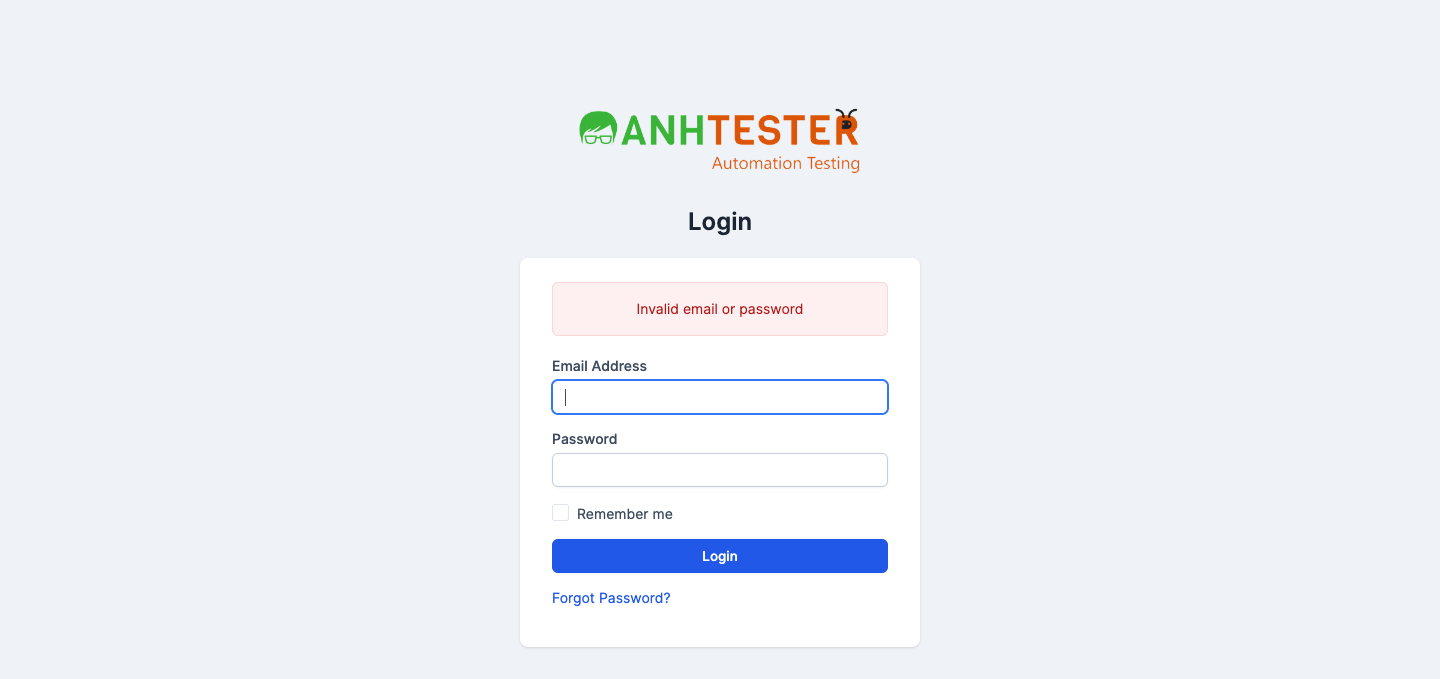 ANHTESTER
Automation Testing
Login
Invalid email or password
Email Address
Password
Remember me
Login
Forgot Password?